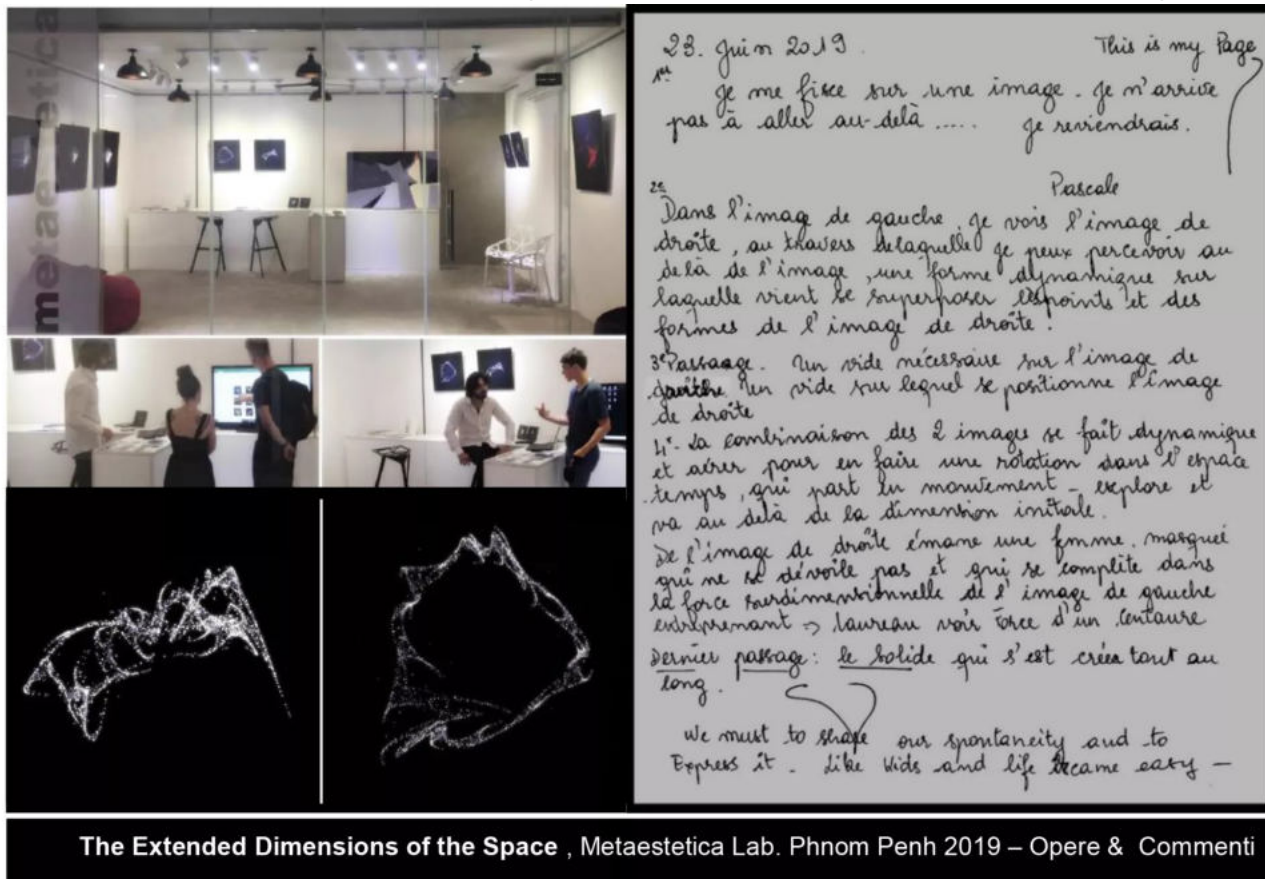 metaestetica
23. Juin 2019. This is my Page
1er
Je me fixe sur une image. Je n'arrive
pas à aller au-delà ..... Je reviendrais.
Pascale
2e
Dans l'image de gauche, je vois l'image de
droite, au travers delaquelle je peux percevoir au
delà de l'image, une forme dynamique sur
laquelle vient se superposer les points et des
formes de l'image de droite.
3e Passage. Un vide nécessaire sur l'image de
gauche un vide sur lequel se positionne l'image
de droite
4e - La combinaison des 2 images se fait dynamique
et aérer pour en faire une rotation dans l'espace
temps, qui part en mouvement - explore et
va au delà de la dimension initiale.
De l'image de droite émane une femme. masqué
qui ne se dévoile pas et qui se complète dans
la force surdimensionnelle de l'image de gauche
entreprenant => taureau voir force d'un Centaure
Dernier passage : le solide qui s'est créea tout au
long.
We must to shape our spontaneity and to
Express it - Like Kids and life became easy -
The Extended Dimensions of the Space , Metaestetica Lab. Phnom Penh 2019 – Opere & Commenti